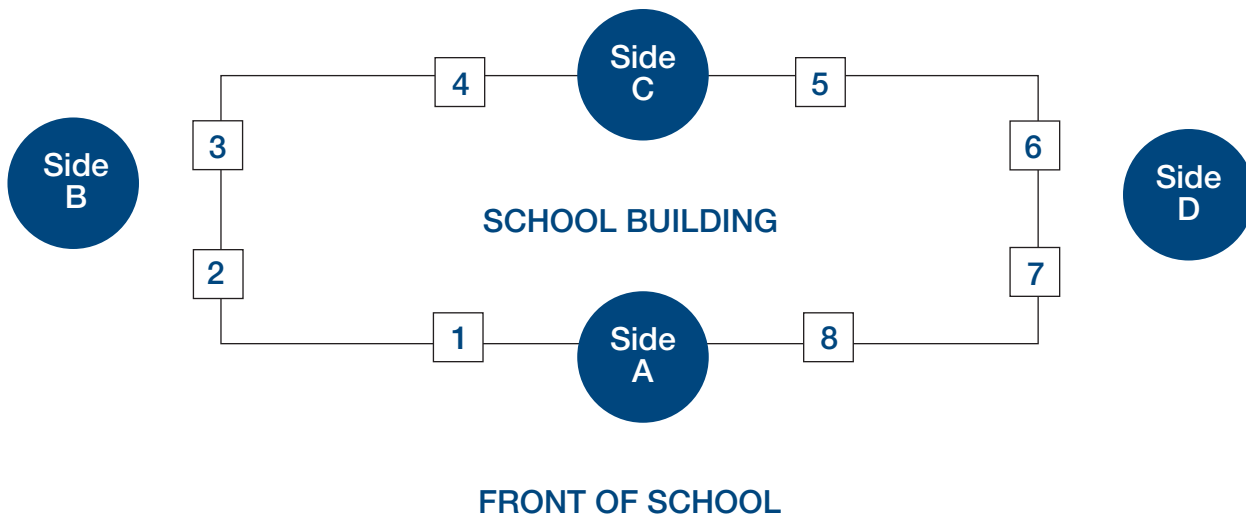 Side
C
4
5
3
6
Side
B
Side
D
SCHOOL BUILDING
2
7
1
Side
A
8
FRONT OF SCHOOL